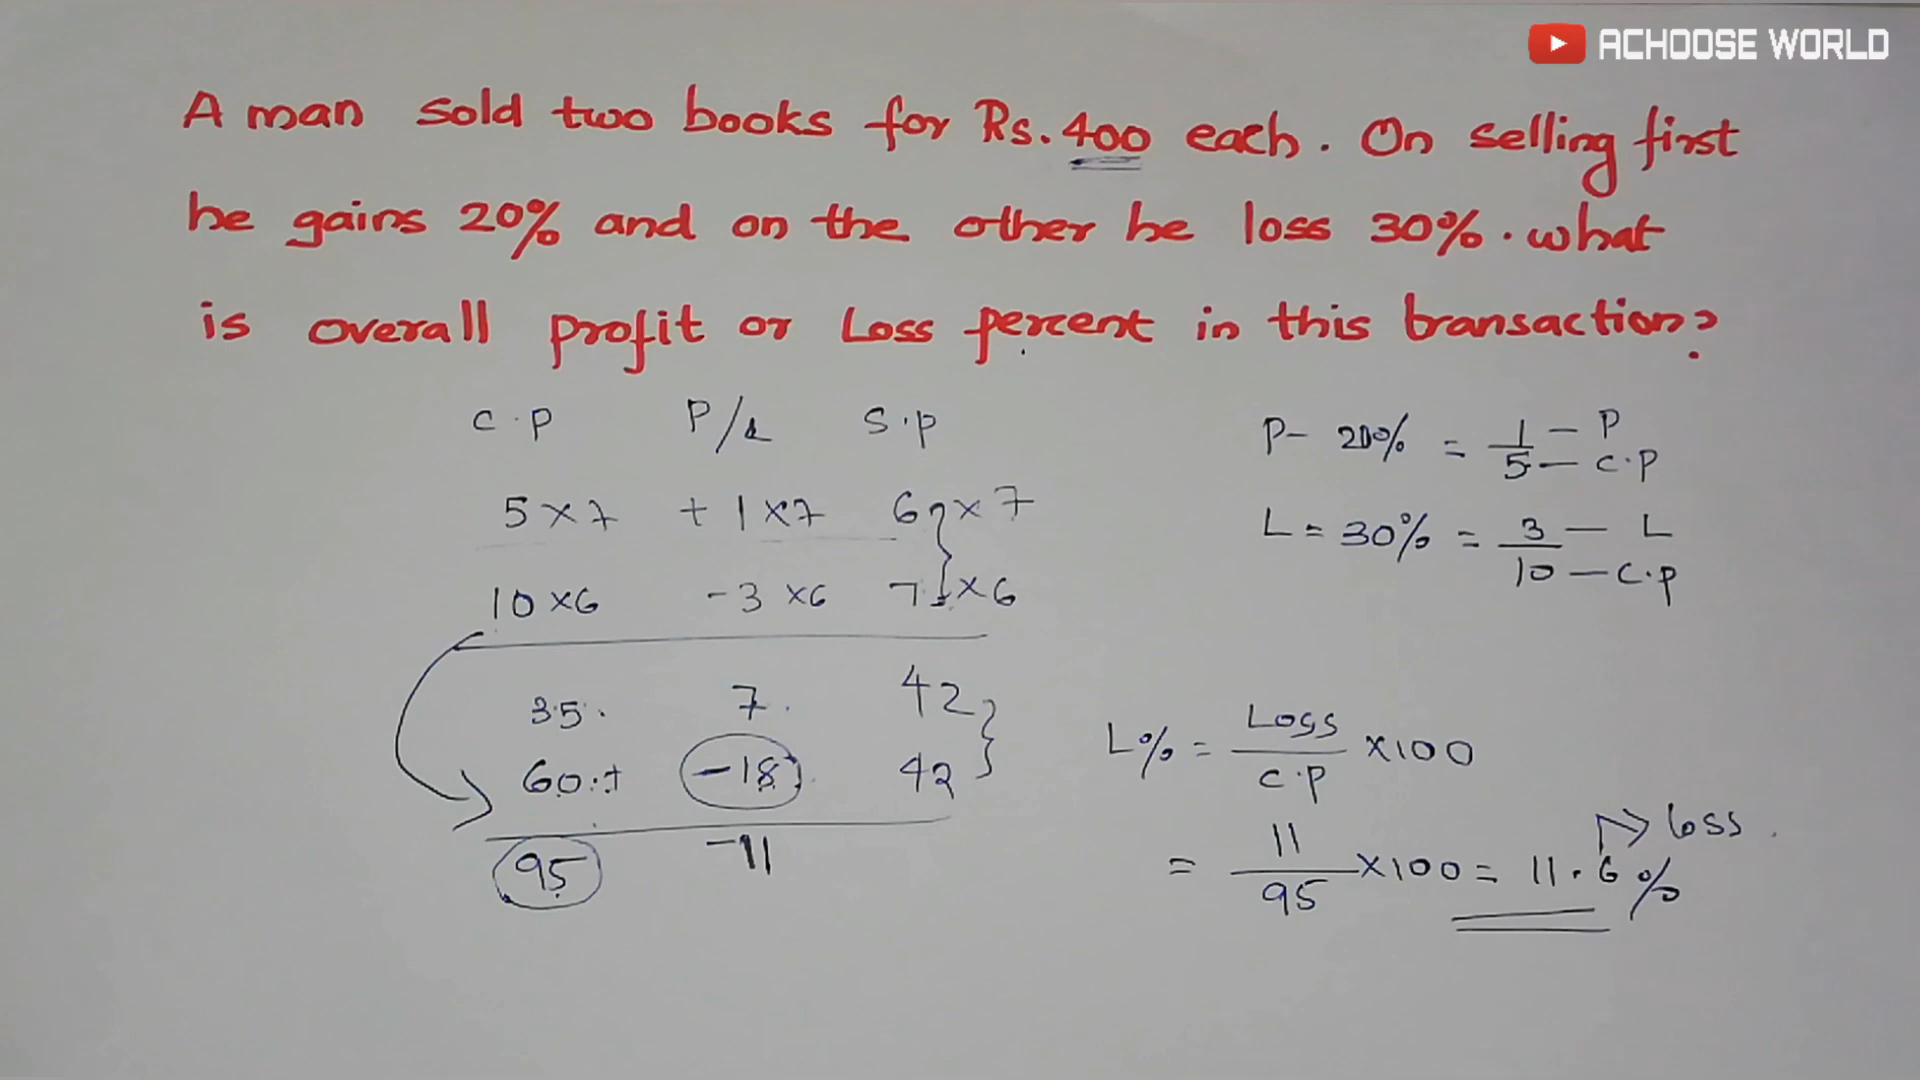 ACHOOSE WORLD
A man sold two books for Rs. 400 each. On selling first
he gains 20% and on the other he loss 30%. what
is overall profit or Loss percent in this transaction?
C.P P/L S.P
5 x 7 + 1 x 7 6 x 7
10 x 6 - 3 x 6 7 x 6
35. 7. 42
60.+ -18 42
95 -11
P - 20% = 1/5 - P - C.P
L = 30% = 3/10 - L - C.P
L% = Loss/C.P x 100
= 11/95 x 100 = 11.6% loss